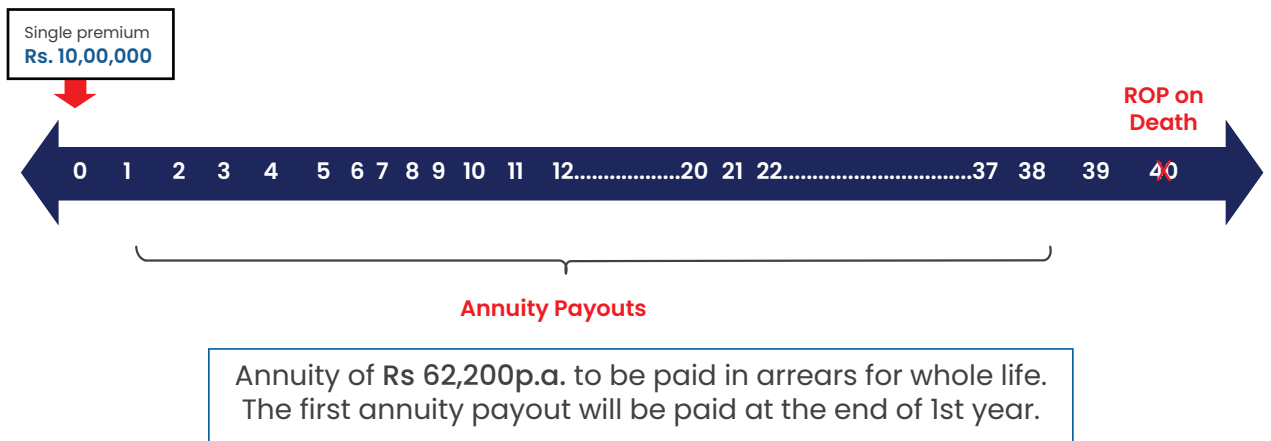 Single premium
Rs. 10,00,000
ROP on
Death
0 1 2 3 4 5 6 7 8 9 10 11 12..................20 21 22................................37 38 39 40
X
Annuity Payouts
Annuity of Rs 62,200p.a. to be paid in arrears for whole life.
The first annuity payout will be paid at the end of 1st year.